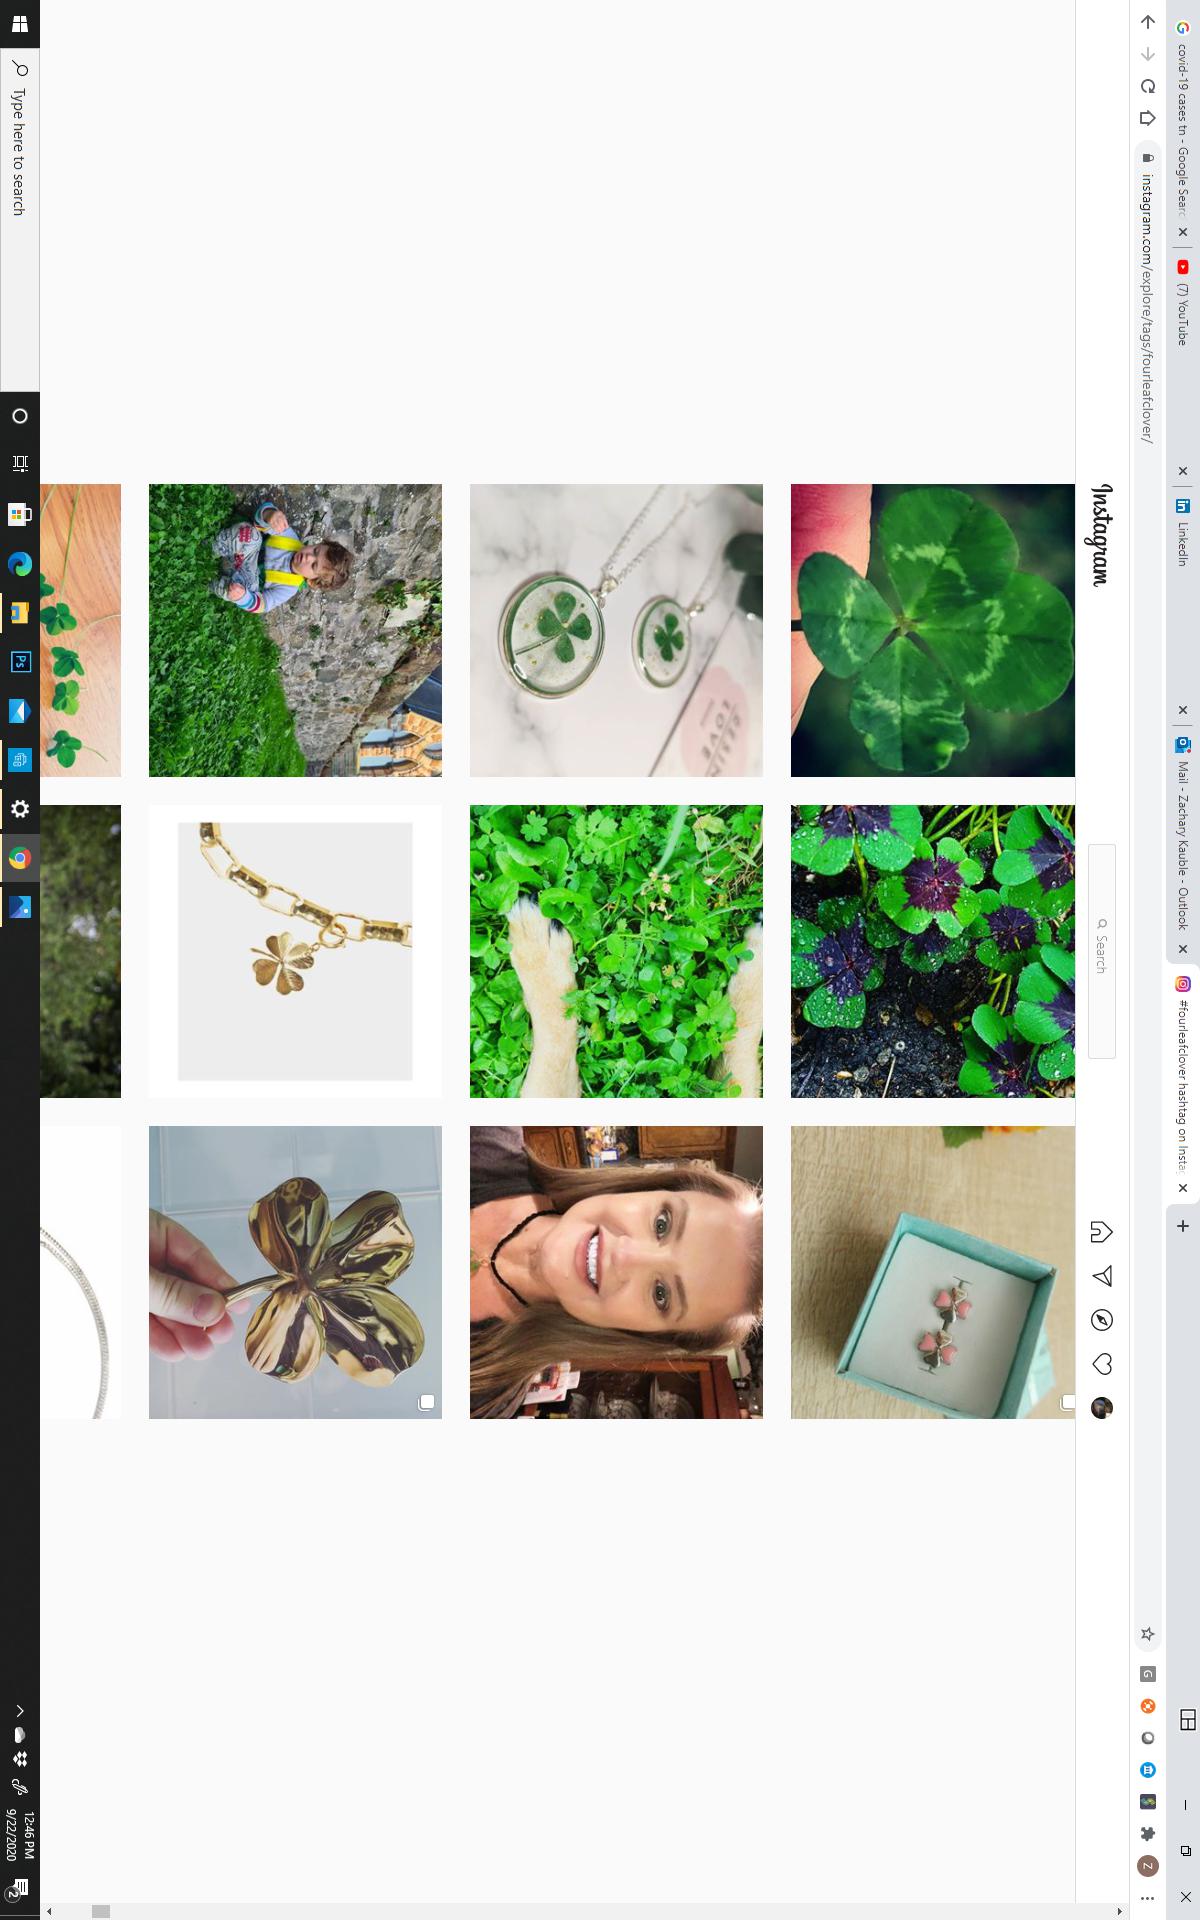 covid-19 cases tn - Google Searc
(7) YouTube
LinkedIn
Mail - Zachary Kauble - Outlook
#fourleafclover hashtag on Insta
instagram.com/explore/tags/fourleafclover/
G
Z
Instagram
Search
Type here to search
Ps
12:46 PM
9/22/2020
2